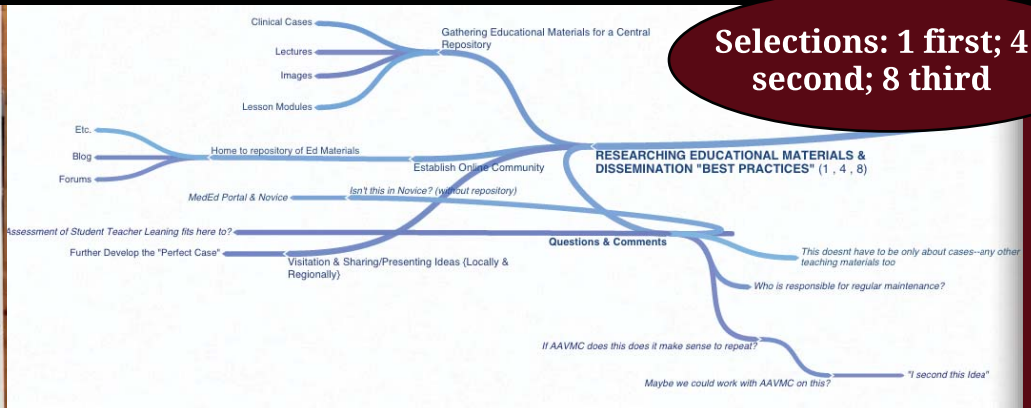 Selections: 1 first; 4
second; 8 third
Clinical Cases
Lectures
Images
Lesson Modules
Gathering Educational Materials for a Central
Repository
Etc.
Blog
Forums
Home to repository of Ed Materials
Establish Online Community
RESEARCHING EDUCATIONAL MATERIALS &
DISSEMINATION "BEST PRACTICES" (1 , 4 , 8)
MedEd Portal & Novice
Isn't this in Novice? (without repository)
Assessment of Student Teacher Leaning fits here to?
Further Develop the "Perfect Case"
Visitation & Sharing/Presenting Ideas {Locally &
Regionally}
Questions & Comments
This doesnt have to be only about cases--any other
teaching materials too
Who is responsible for regular maintenance?
If AAVMC does this does it make sense to repeat?
Maybe we could work with AAVMC on this?
"I second this Idea"